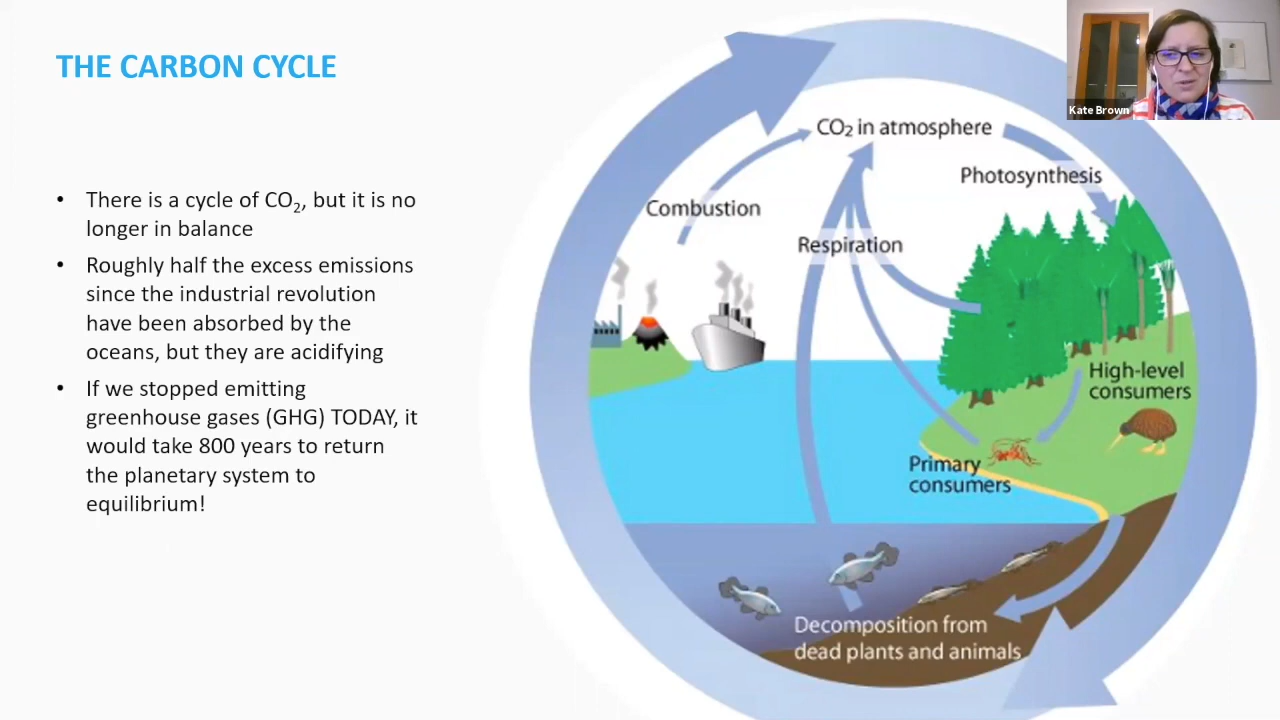 THE CARBON CYCLE
• There is a cycle of CO₂, but it is no
longer in balance
• Roughly half the excess emissions
since the industrial revolution
have been absorbed by the
oceans, but they are acidifying
• If we stopped emitting
greenhouse gases (GHG) TODAY, it
would take 800 years to return
the planetary system to
equilibrium!
CO₂ in atmosphere
Photosynthesis
Combustion
Respiration
High-level
consumers
Primary
consumers
Decomposition from
dead plants and animals
Kate Brown